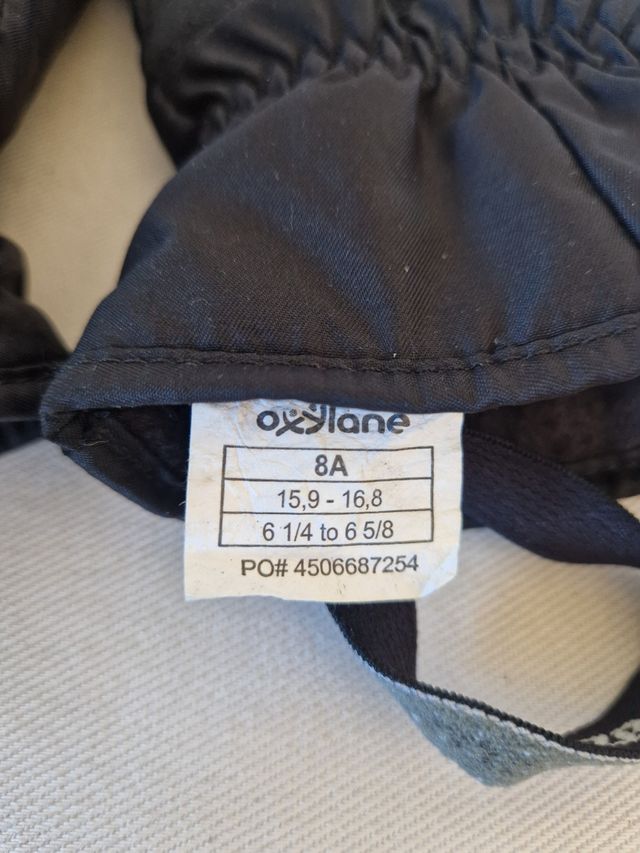 oxylane
8A
15,9 - 16,8
6 1/4 to 6 5/8
PO# 4506687254